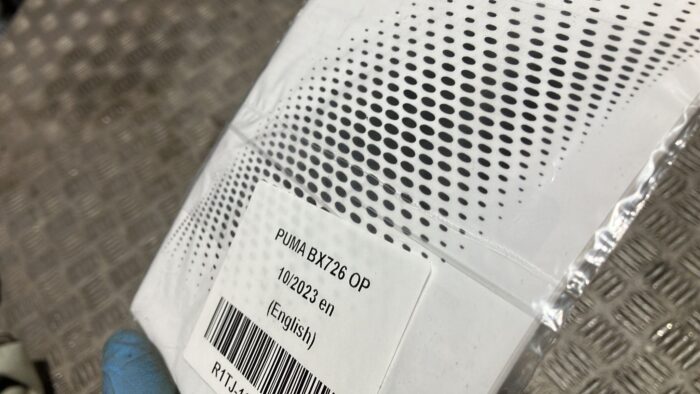 PUMA BX726 OP
10/2023 en
(English)